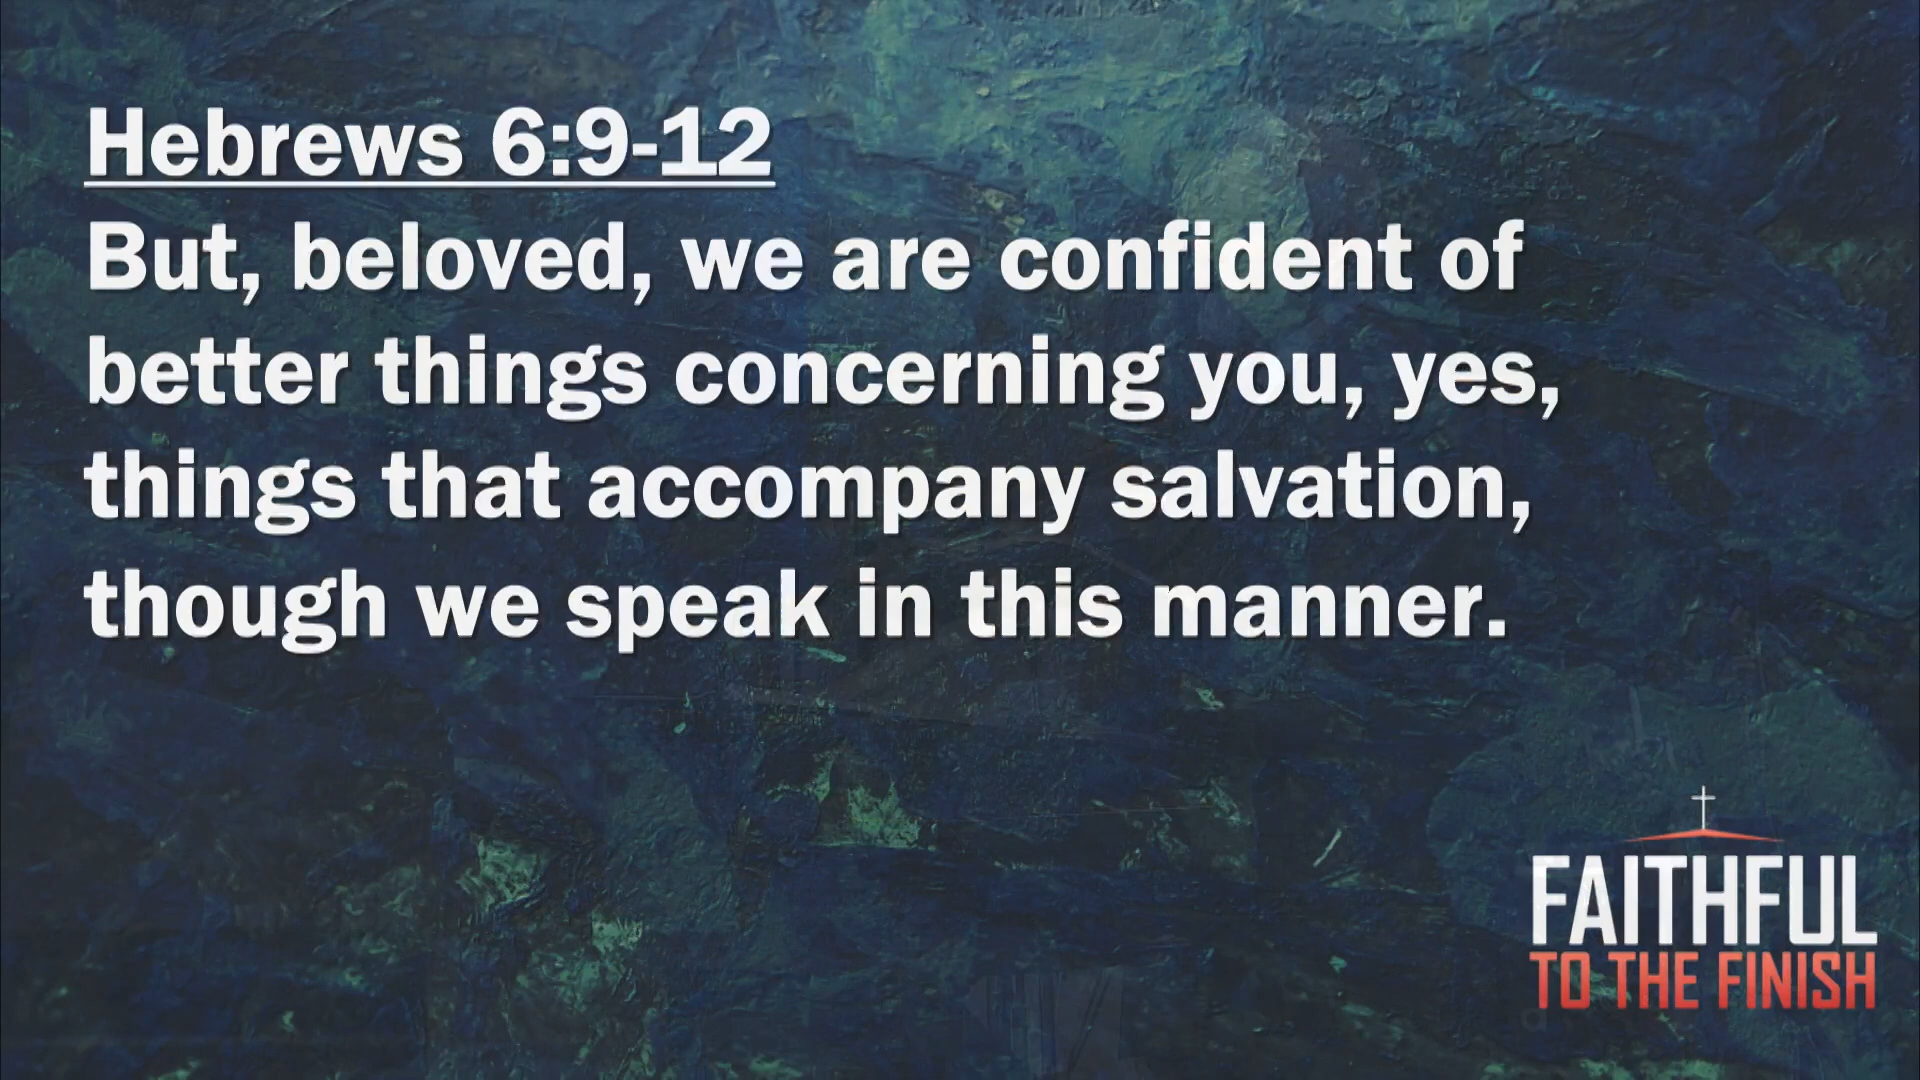 Hebrews 6:9-12
But, beloved, we are confident of
better things concerning you, yes,
things that accompany salvation,
though we speak in this manner.
FAITHFUL
TO THE FINISH